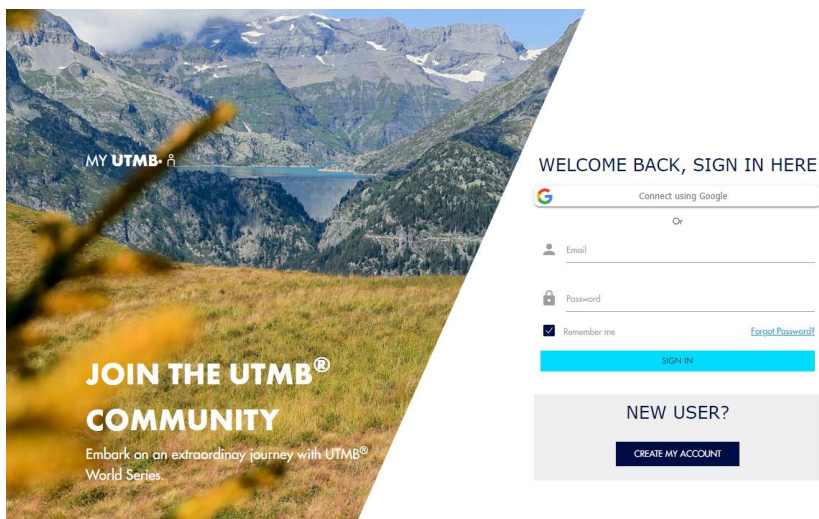 MY UTMB®
JOIN THE UTMB®
COMMUNITY
Embark on an extraordinay journey with UTMB®
World Series.
WELCOME BACK, SIGN IN HERE
Connect using Google
Or
Email
Password
Remember me
Forgot Password?
SIGN IN
NEW USER?
CREATE MY ACCOUNT